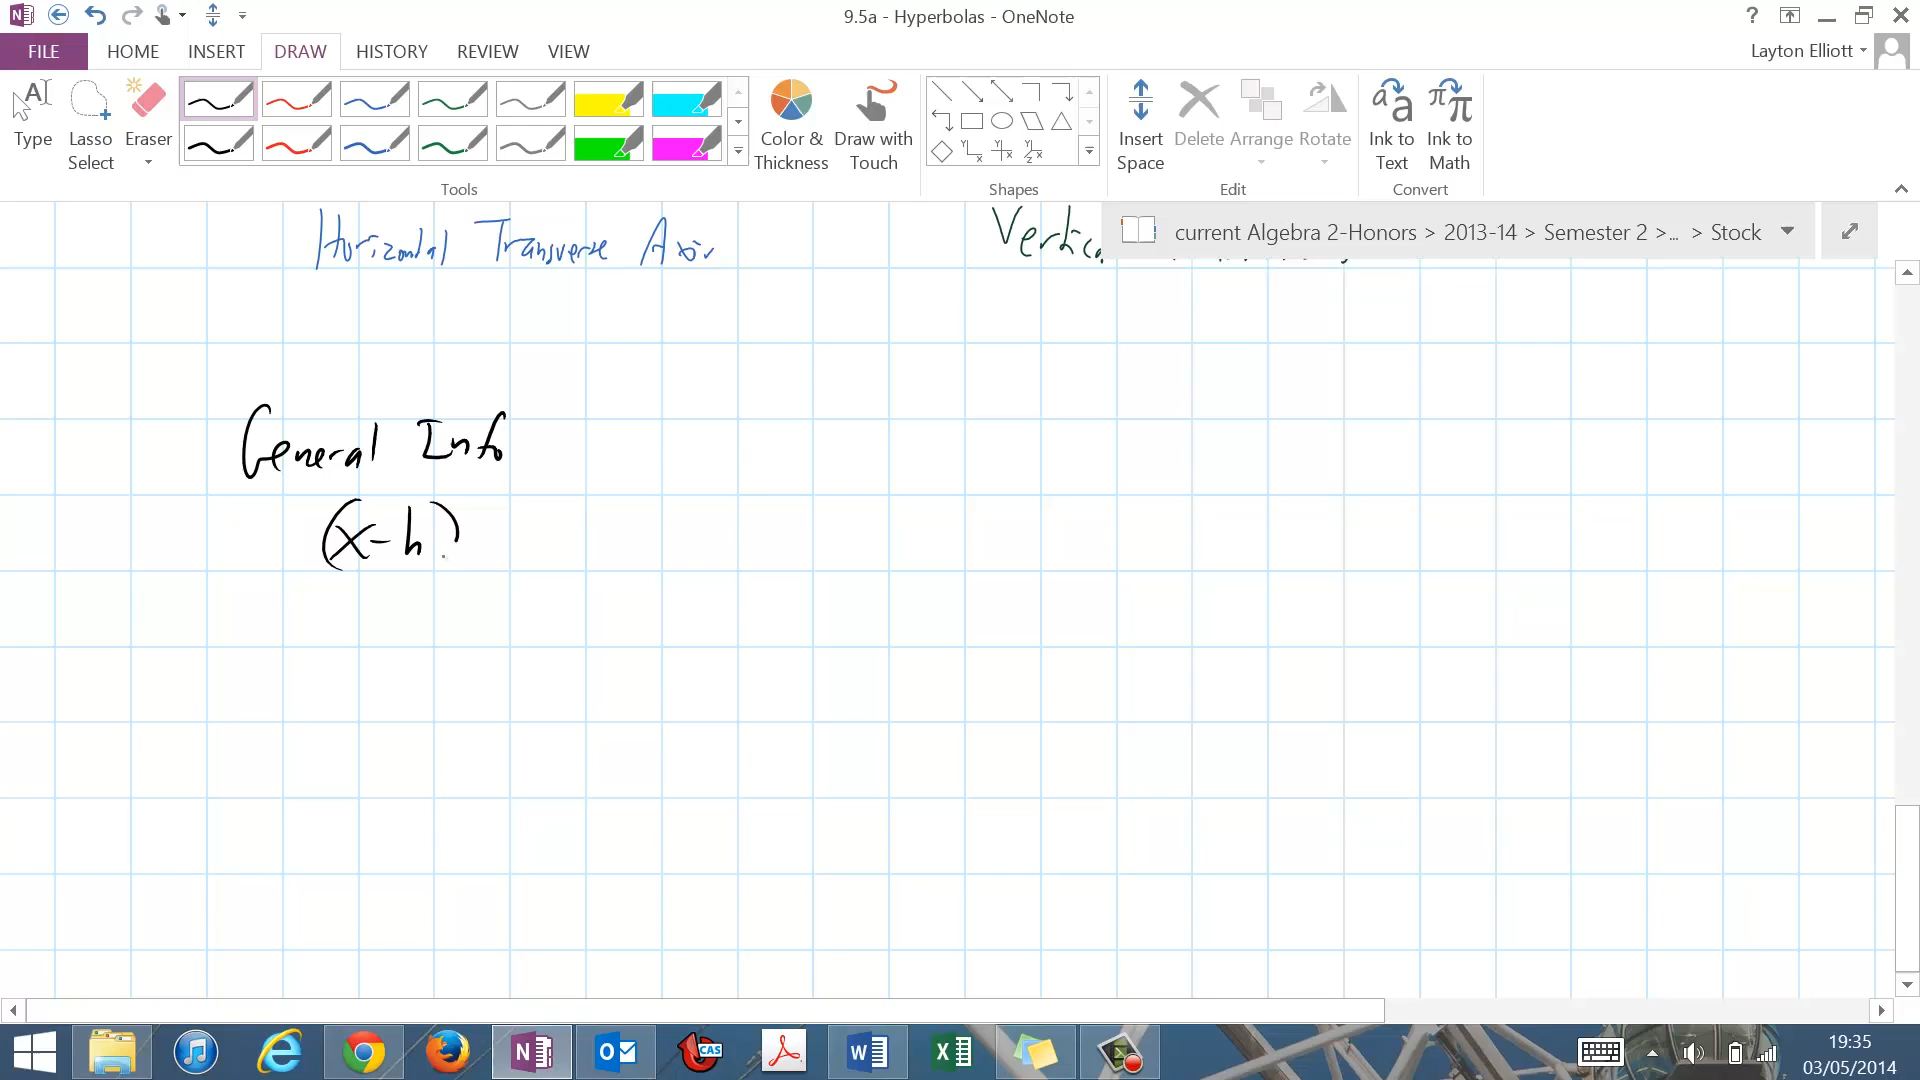 9.5a - Hyperbolas - OneNote
?
FILE HOME INSERT DRAW HISTORY REVIEW VIEW
Layton Elliott
Type
Lasso Select
Eraser
Color & Thickness
Draw with Touch
Insert Space
Delete
Arrange
Rotate
Ink to Text
Ink to Math
Tools
Shapes
Edit
Convert
Horizontal Transverse Axis
current Algebra 2-Honors > 2013-14 > Semester 2 >... > Stock
General Info
(x-h)
19:35
03/05/2014